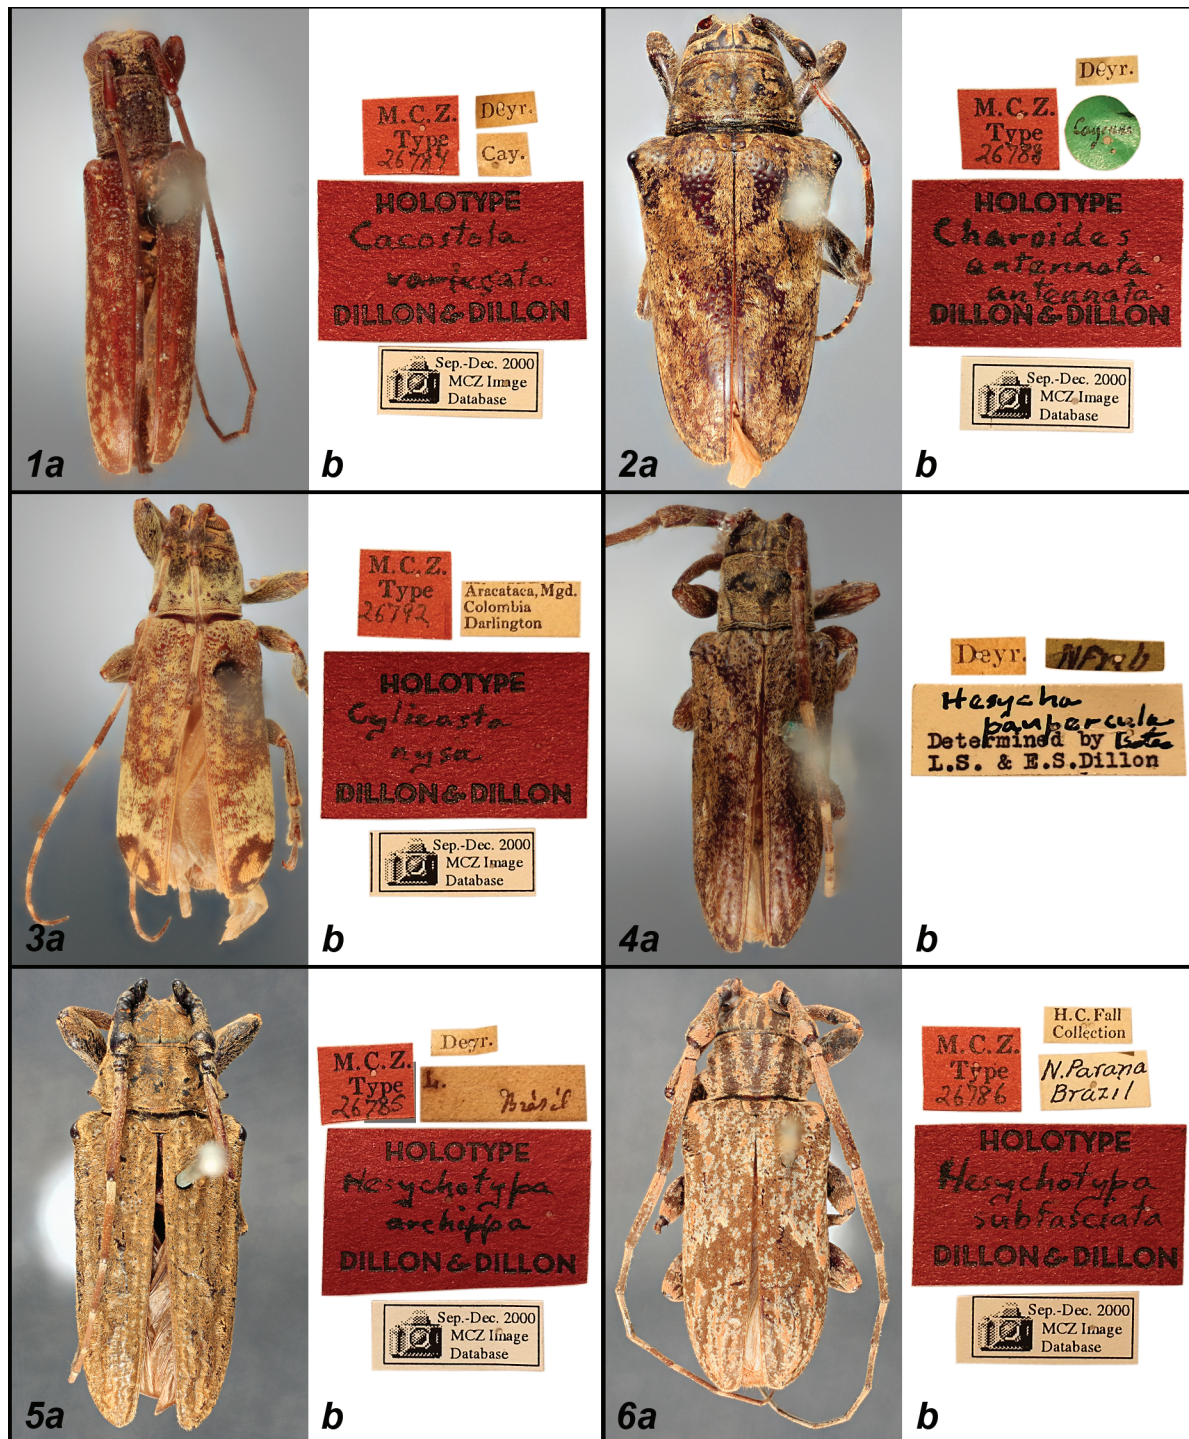 M.C.Z.
Type
26784
Deyr.
Cay.
HOLOTYPE
Cacostola
variegata
DILLON & DILLON
Sep.-Dec. 2000
MCZ Image
Database
1a
b
Deyr.
M.C.Z.
Type
26788
Cayenne
HOLOTYPE
Charoides
antennata
antennata
DILLON & DILLON
Sep.-Dec. 2000
MCZ Image
Database
2a
b
M.C.Z.
Type
26792
Aracataca, Mgd.
Colombia
Darlington
HOLOTYPE
Cylicasta
nysa
DILLON & DILLON
Sep.-Dec. 2000
MCZ Image
Database
3a
b
Deyr.
Hesycha
paupercula
Determined by
L.S. & E.S. Dillon
4a
b
Deyr.
M.C.Z.
Type
26785
Brásil
HOLOTYPE
Hesychotypa
archippa
DILLON & DILLON
Sep.-Dec. 2000
MCZ Image
Database
5a
b
H.C. Fall
Collection
M.C.Z.
Type
26786
N. Parana
Brazil
HOLOTYPE
Hesychotypa
subfasciata
DILLON & DILLON
Sep.-Dec. 2000
MCZ Image
Database
6a
b